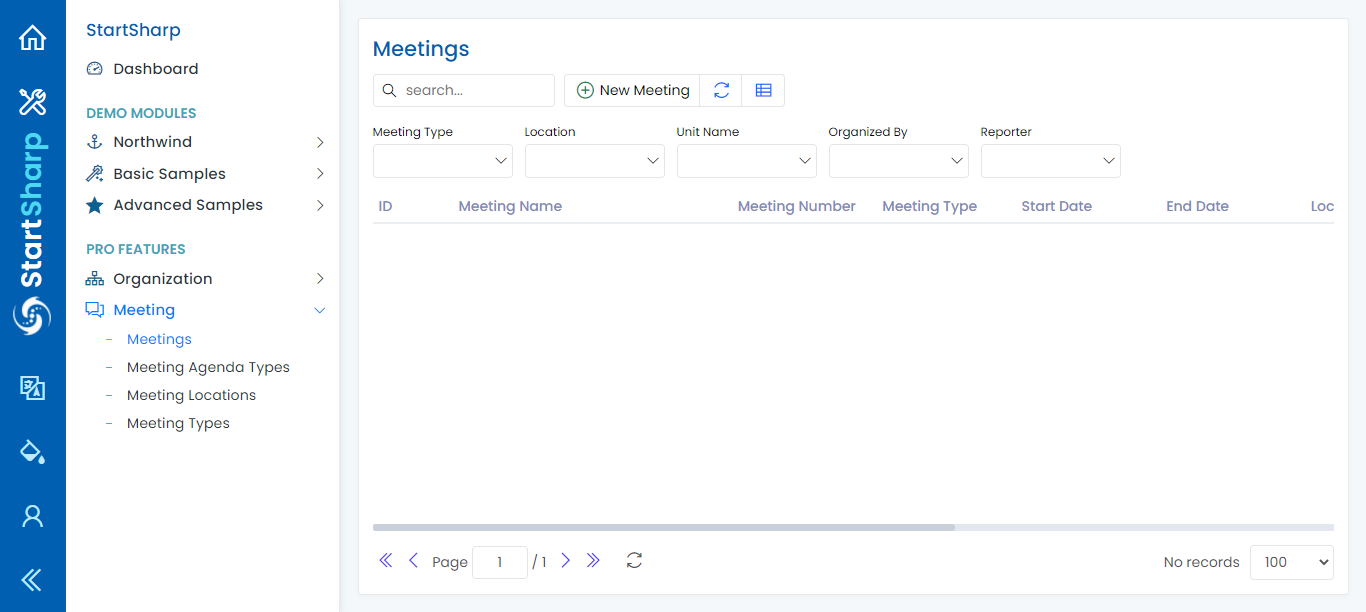 StartSharp
StartSharp
Dashboard
DEMO MODULES
Northwind
Basic Samples
Advanced Samples
PRO FEATURES
Organization
Meeting
Meetings
Meeting Agenda Types
Meeting Locations
Meeting Types
Meetings
search...
New Meeting
Meeting Type Location Unit Name Organized By Reporter
ID Meeting Name Meeting Number Meeting Type Start Date End Date Loc
Page 1 / 1 No records 100